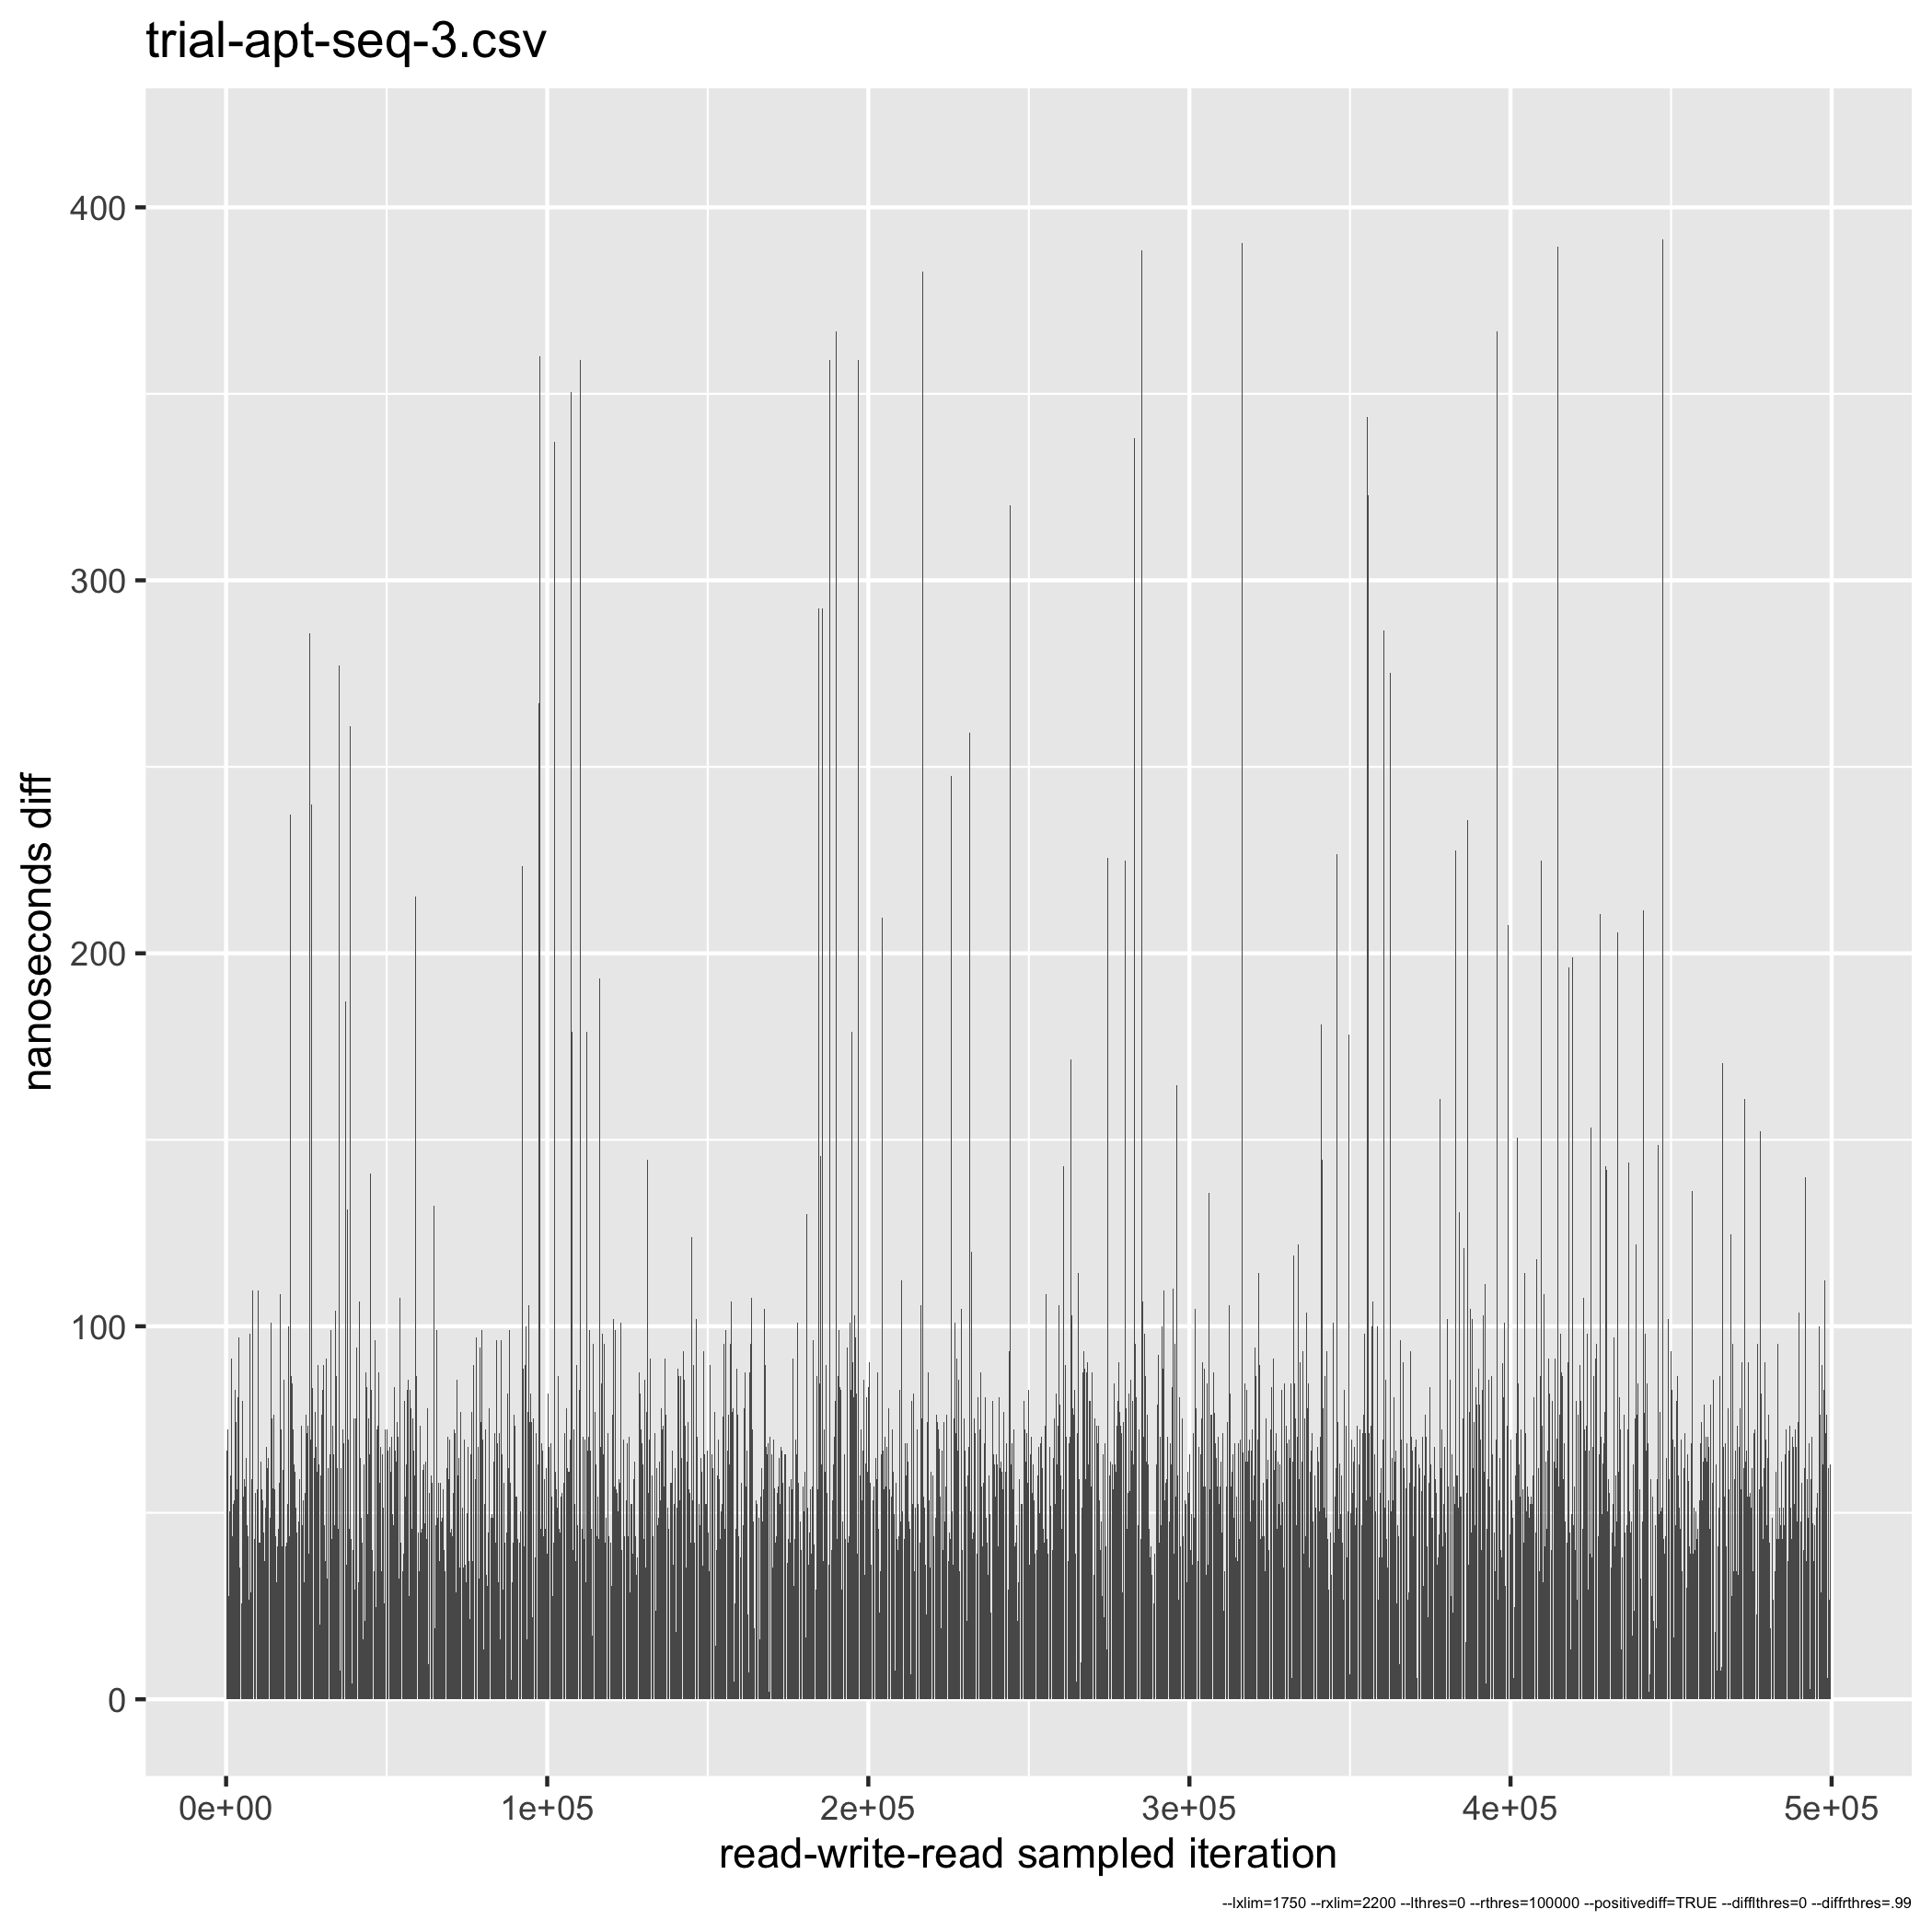 trial-apt-seq-3.csv
400
300
200
100
0
nanoseconds diff
0e+00 1e+05 2e+05 3e+05 4e+05 5e+05
read-write-read sampled iteration
--lxlim=1750 --rxlim=2200 --lthres=0 --rthres=100000 --positivediff=TRUE --difflthres=0 --diffrthres=.99